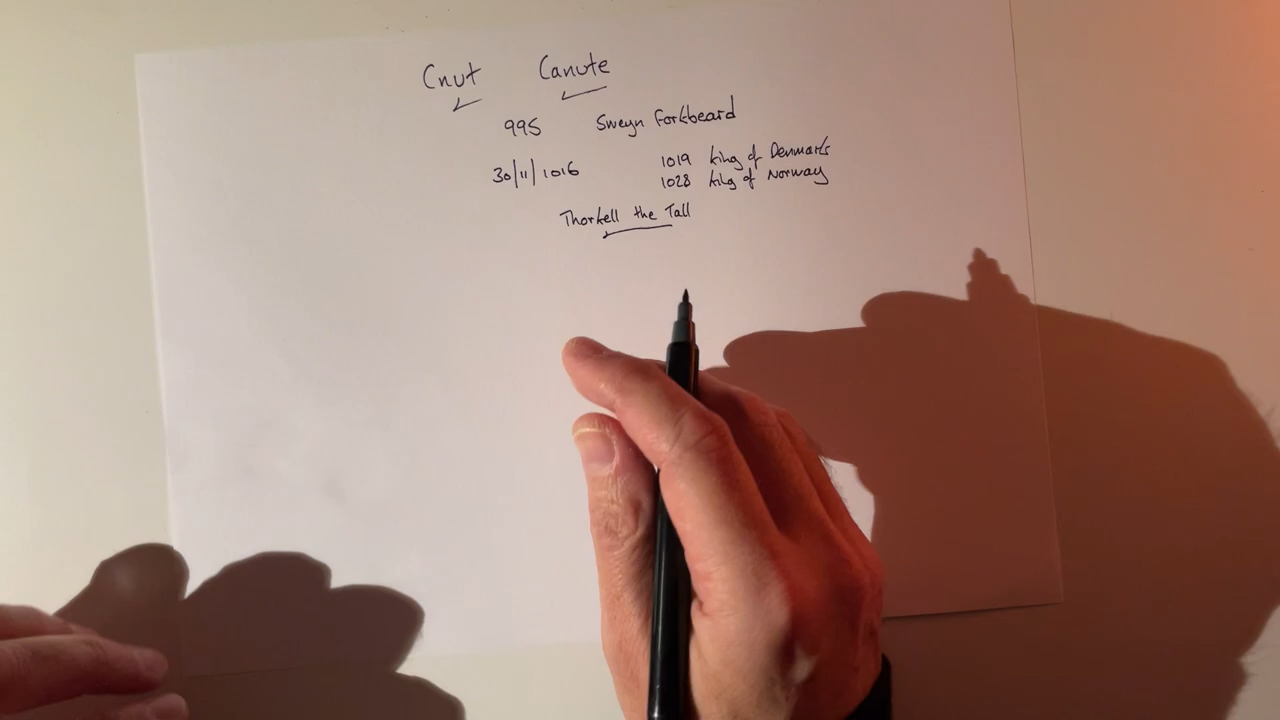 Cnut Canute
995 Sweyn Forkbeard
30/11/1016 1019 King of Denmark
1028 King of Norway
Thorkell the Tall